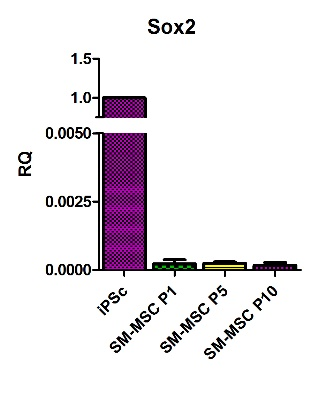 Sox2
1.5
1.0
0.0050
0.0025
0.0000
RQ
iPSc
SM-MSC P1
SM-MSC P5
SM-MSC P10